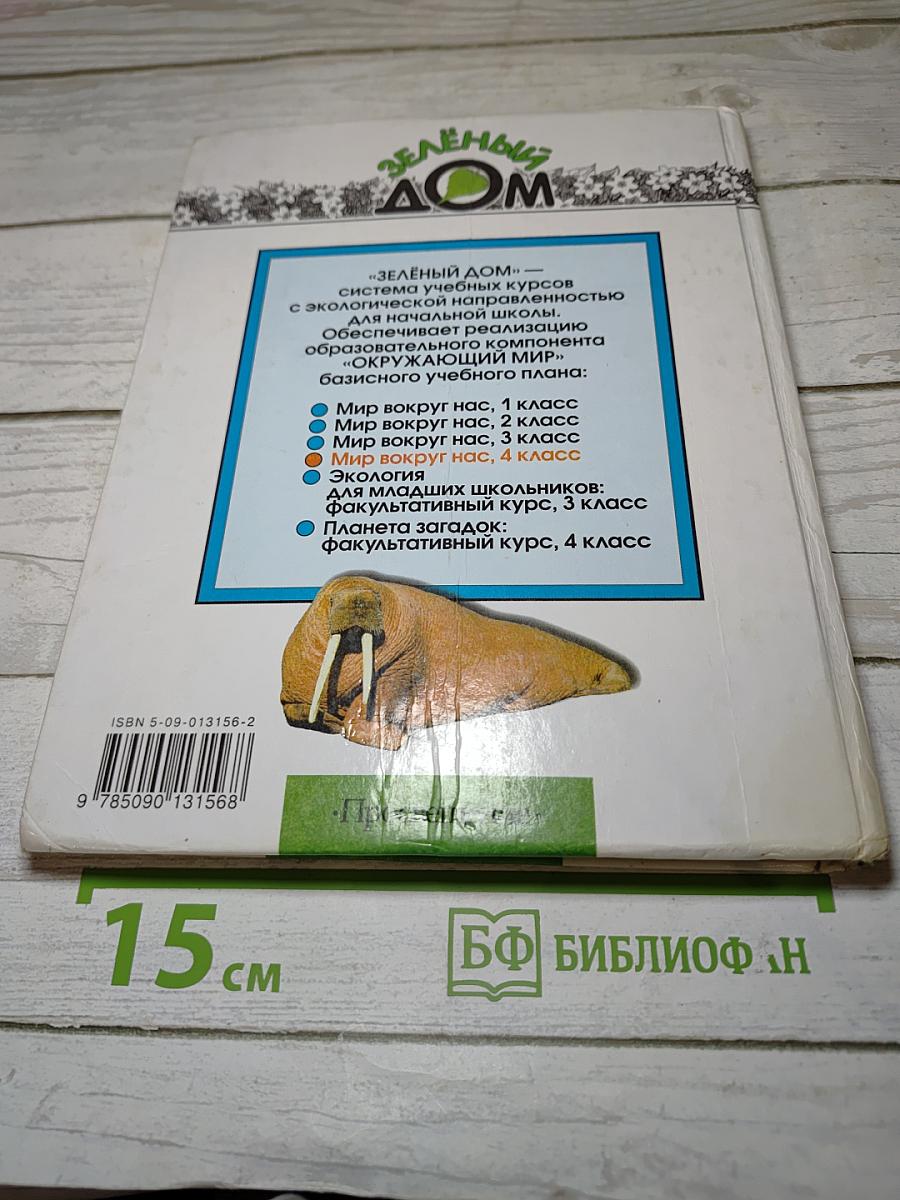 ЗЕЛЁНЫЙ
ДОМ
«ЗЕЛЁНЫЙ ДОМ» —
система учебных курсов
с экологической направленностью
для начальной школы.
Обеспечивает реализацию
образовательного компонента
«ОКРУЖАЮЩИЙ МИР»
базисного учебного плана:
Мир вокруг нас, 1 класс
Мир вокруг нас, 2 класс
Мир вокруг нас, 3 класс
Мир вокруг нас, 4 класс
Экология
для младших школьников:
факультативный курс, 3 класс
Планета загадок:
факультативный курс, 4 класс
ISBN 5-09-013156-2
9 785090 131568
15 см
БФ